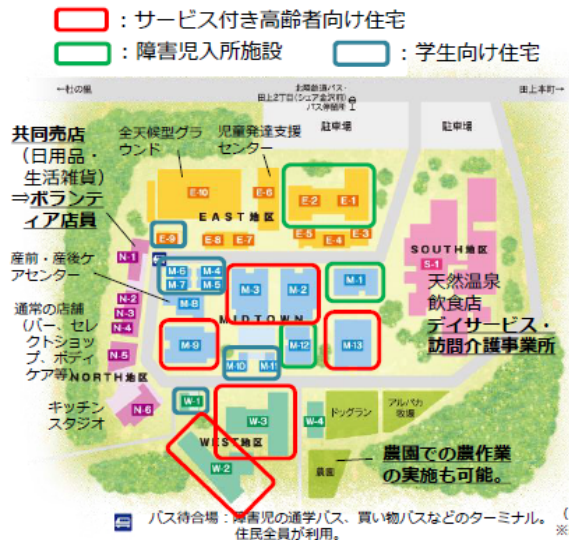 ：サービス付き高齢者向け住宅
：障害児入所施設
：学生向け住宅
←杜の風
北陸鉄道バス・
田上2丁目(シェア金沢前)
バス停留所
田上本町→
共同売店
（日用品・
生活雑貨）
⇒ボランテ
ィア店員
全天候型グラ
ウンド
児童発達支援
センター
駐車場
駐車場
E-10
E-6
E-2
E-1
EAST地区
E-9
E-8
E-7
E-5
E-4
E-3
SOUTH地区
S-1
天然温泉
飲食店
デイサービス・
訪問介護事業所
産前・産後ケ
アセンター
N-1
M-6
M-4
M-7
M-5
M-8
M-3
M-2
M-1
MIDTOWN
N-2
N-3
N-4
N-5
通常の店舗
（バー、セレ
クトショッ
プ、ボディ
ケア等）
NORTH地区
M-9
M-10
M-11
M-12
M-13
キッチン
スタジオ
N-6
W-1
W-3
W-4
WEST地区
W-2
ドッグラン
アルパカ
牧場
農園
農園での農作業
の実施も可能。
バス待合場：障害児の通学バス、買い物バスなどのターミナル。（
住民全員が利用。
※